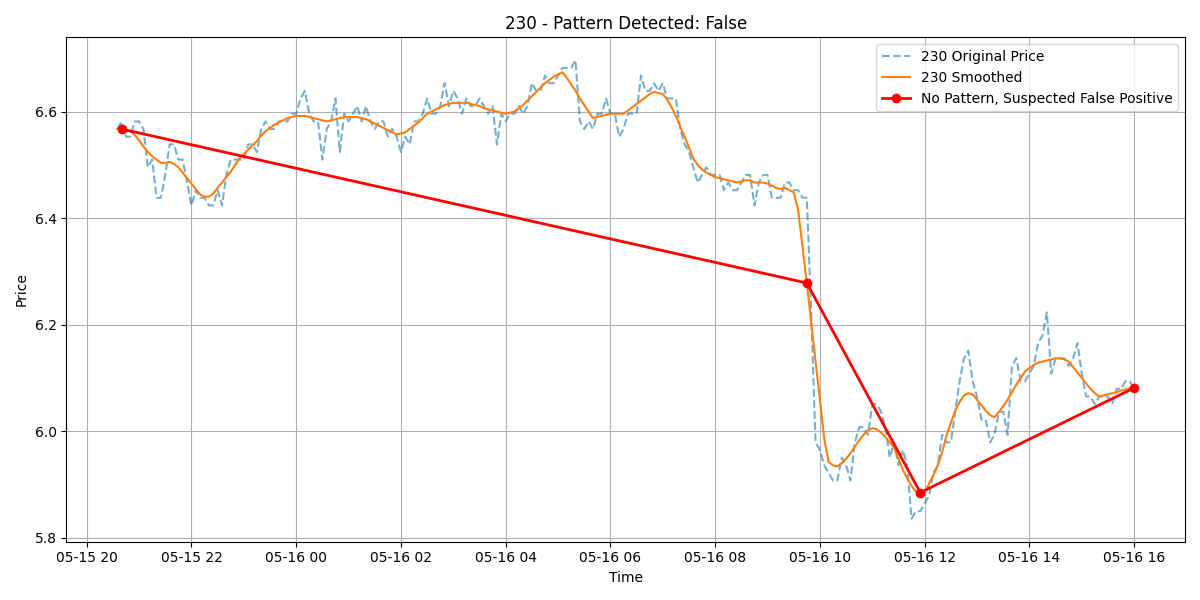 230 - Pattern Detected: False
230 Original Price
230 Smoothed
No Pattern, Suspected False Positive
Price
6.6
6.4
6.2
6.0
5.8
05-15 20 05-15 22 05-16 00 05-16 02 05-16 04 05-16 06 05-16 08 05-16 10 05-16 12 05-16 14 05-16 16
Time